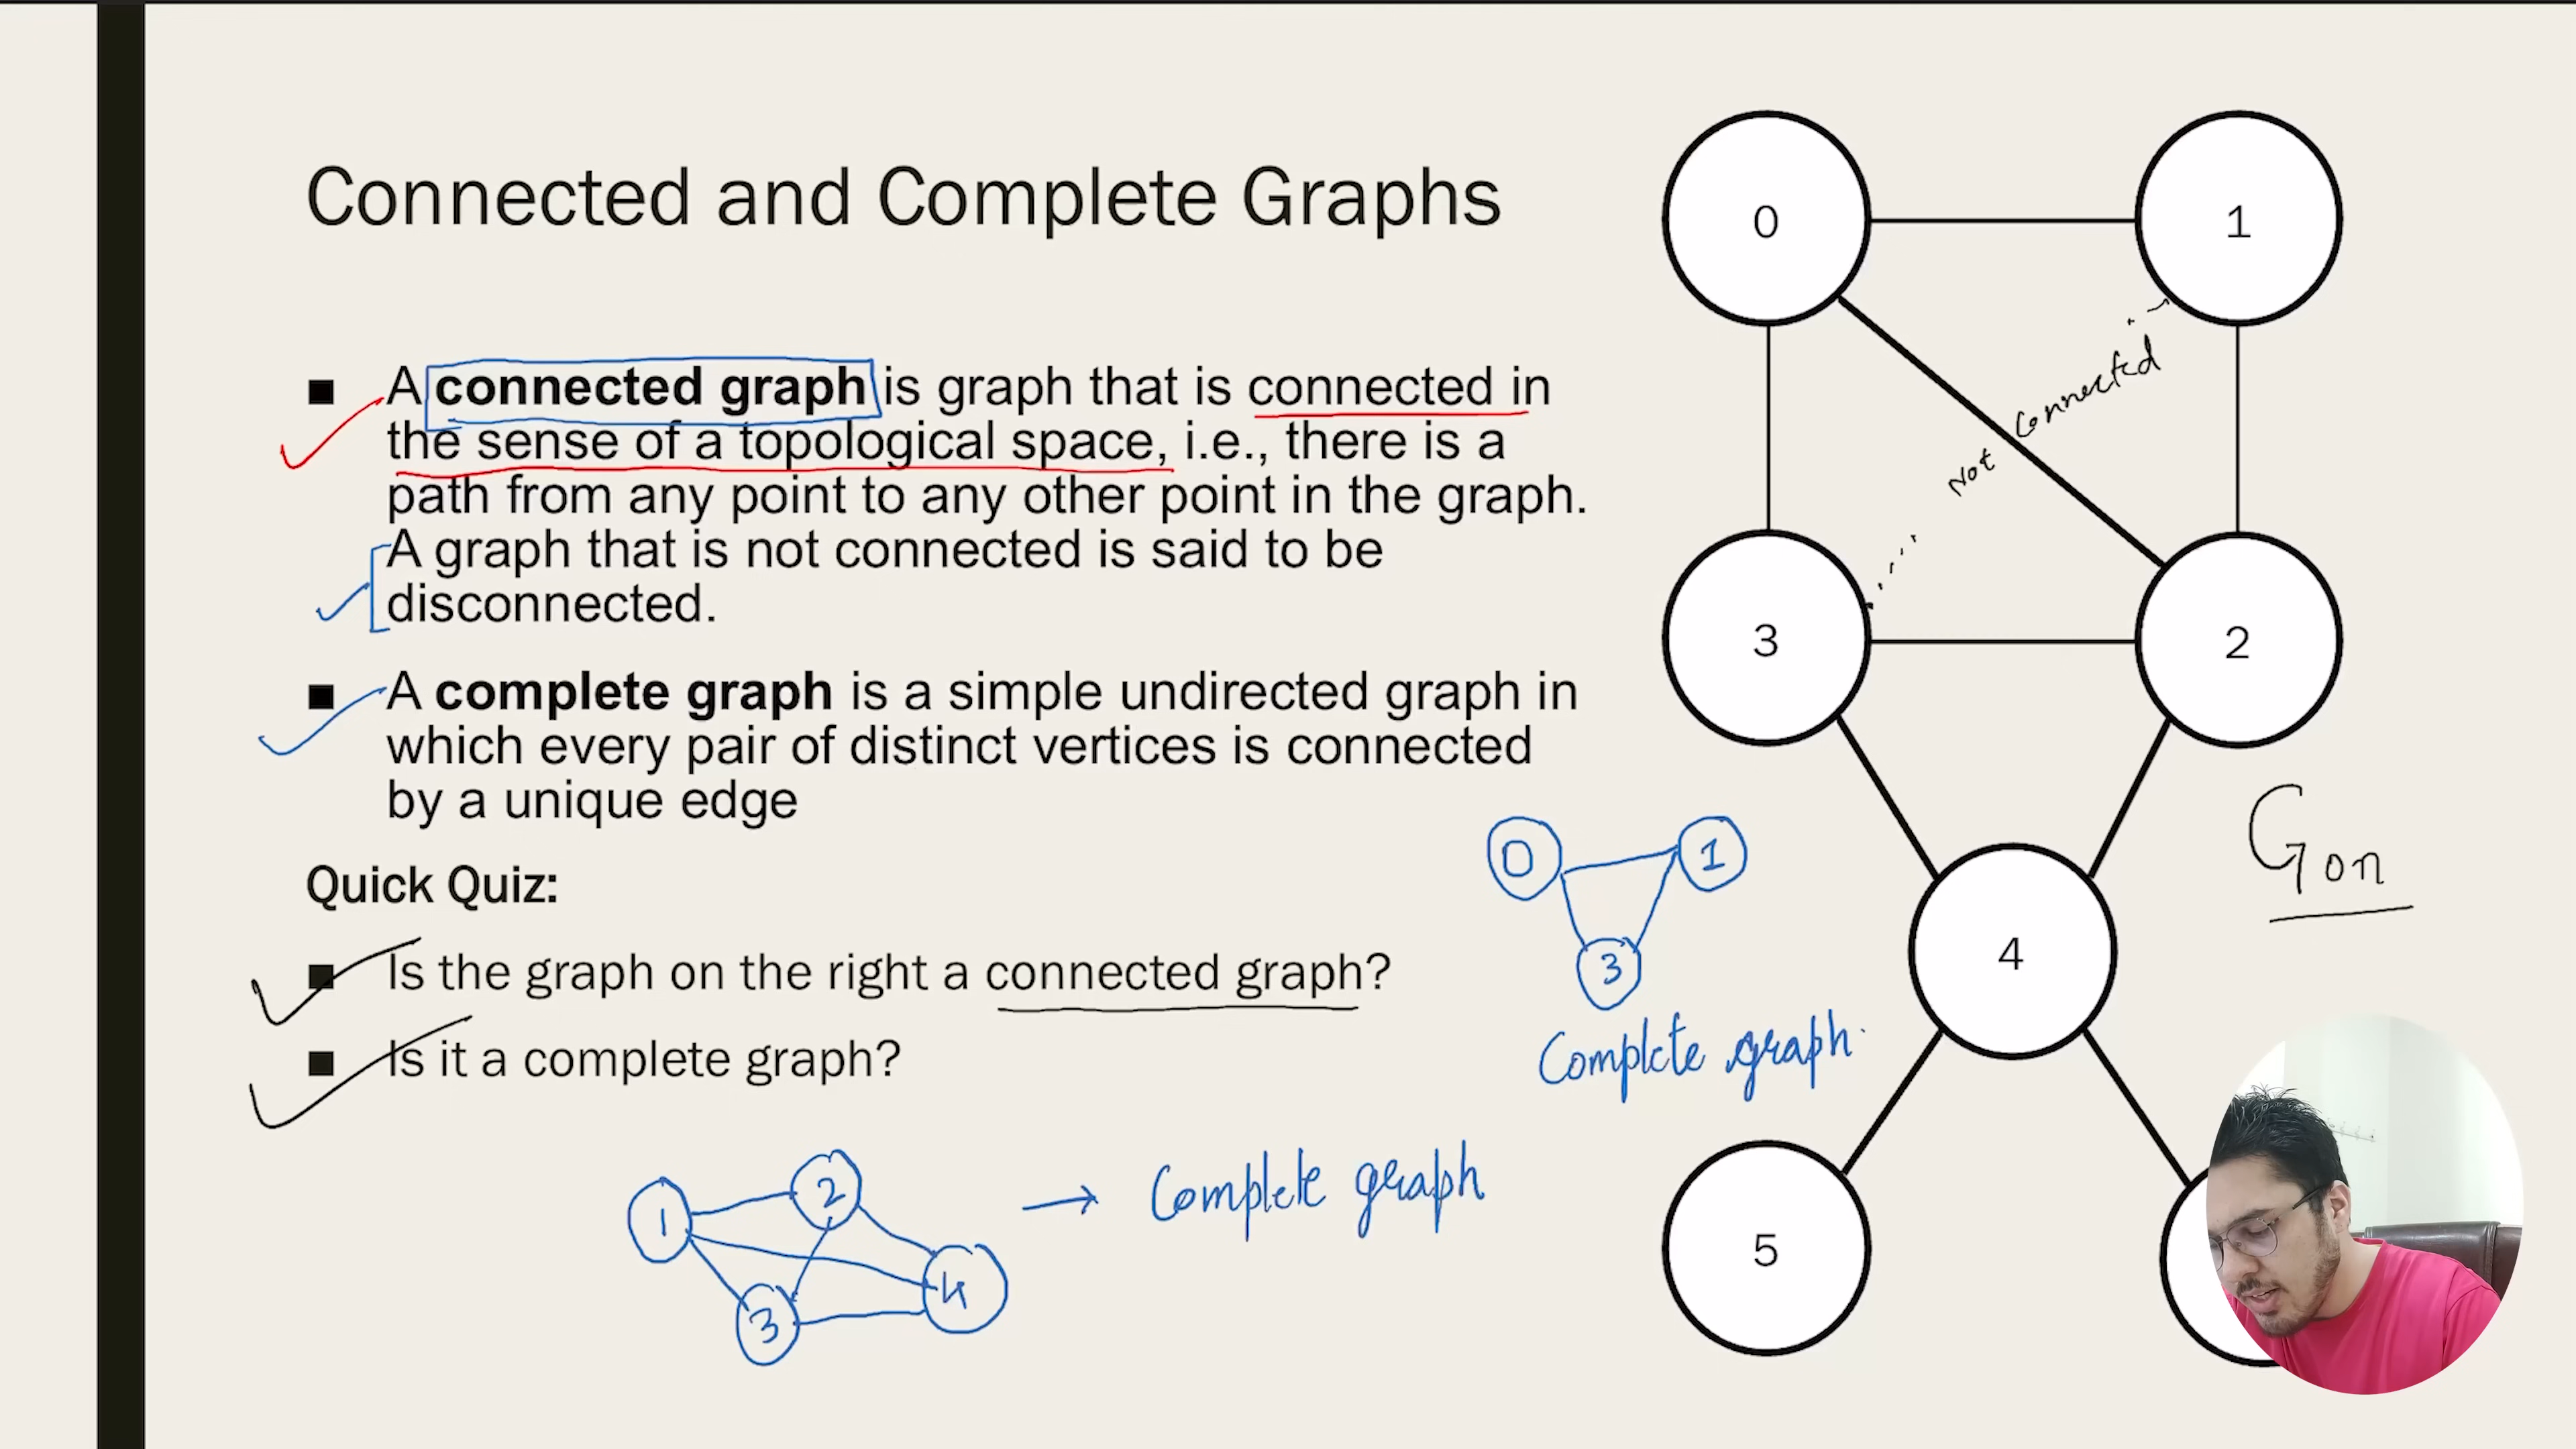 Connected and Complete Graphs
■ A connected graph is graph that is connected in
the sense of a topological space, i.e., there is a
path from any point to any other point in the graph.
A graph that is not connected is said to be
disconnected.
■ A complete graph is a simple undirected graph in
which every pair of distinct vertices is connected
by a unique edge
Quick Quiz:
■ Is the graph on the right a connected graph?
■ Is it a complete graph?
0 1
3
Complete graph.
1 2
3 4
→ Complete graph
0 1
Not Connected
3 2
4
5